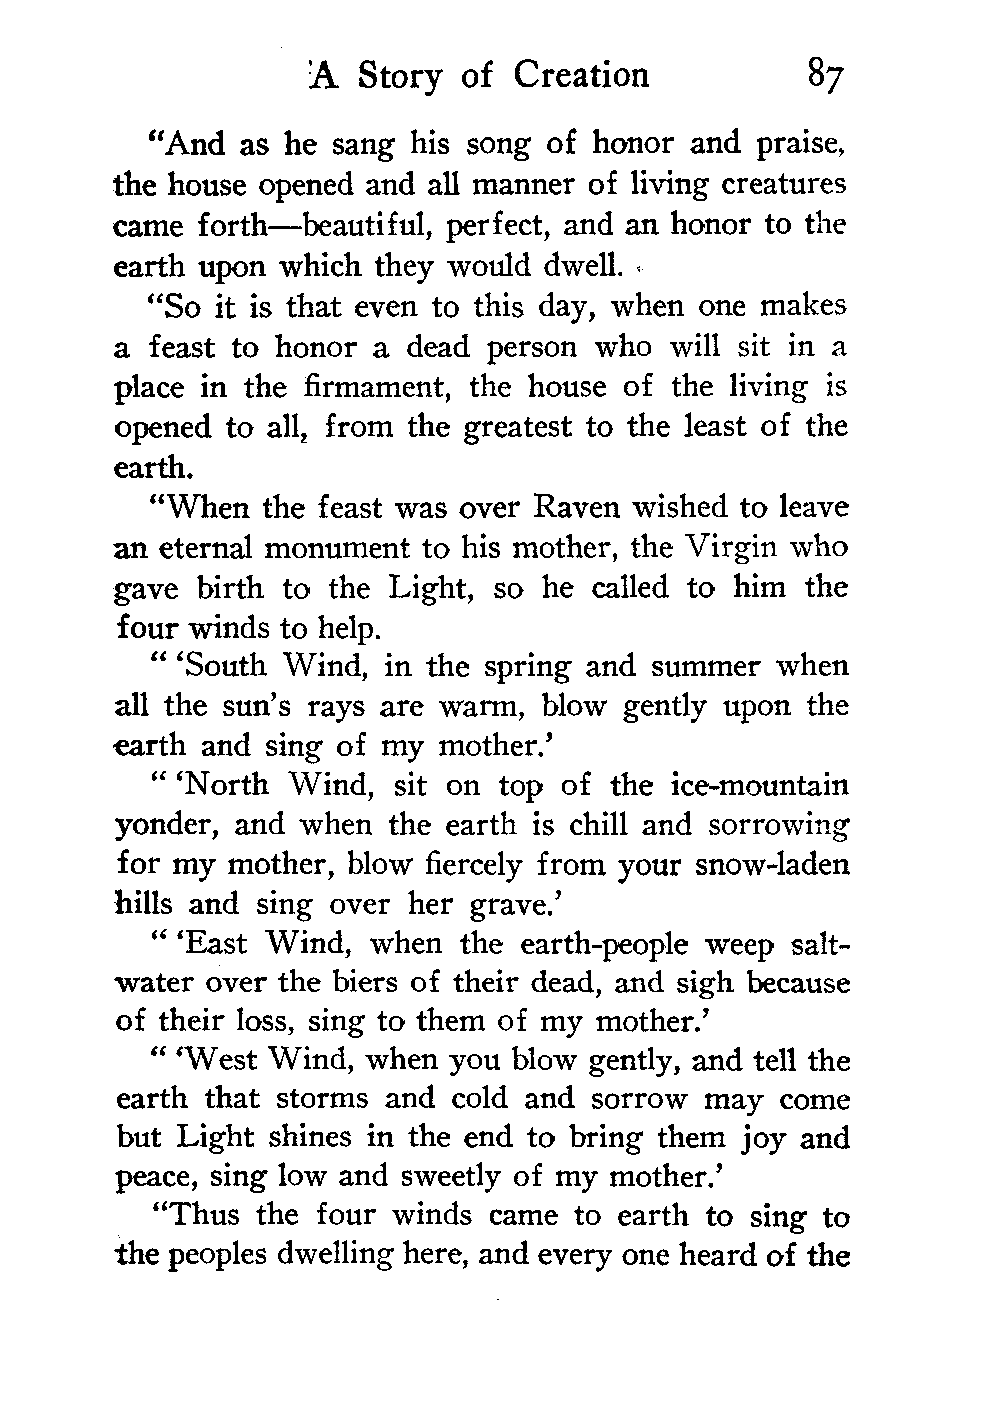 A Story of Creation 87
"And as he sang his song of honor and praise,
the house opened and all manner of living creatures
came forth—beautiful, perfect, and an honor to the
earth upon which they would dwell.
"So it is that even to this day, when one makes
a feast to honor a dead person who will sit in a
place in the firmament, the house of the living is
opened to all, from the greatest to the least of the
earth.
"When the feast was over Raven wished to leave
an eternal monument to his mother, the Virgin who
gave birth to the Light, so he called to him the
four winds to help.
" 'South Wind, in the spring and summer when
all the sun's rays are warm, blow gently upon the
earth and sing of my mother.'
" 'North Wind, sit on top of the ice-mountain
yonder, and when the earth is chill and sorrowing
for my mother, blow fiercely from your snow-laden
hills and sing over her grave.'
" 'East Wind, when the earth-people weep salt-
water over the biers of their dead, and sigh because
of their loss, sing to them of my mother.'
" 'West Wind, when you blow gently, and tell the
earth that storms and cold and sorrow may come
but Light shines in the end to bring them joy and
peace, sing low and sweetly of my mother.'
"Thus the four winds came to earth to sing to
the peoples dwelling here, and every one heard of the